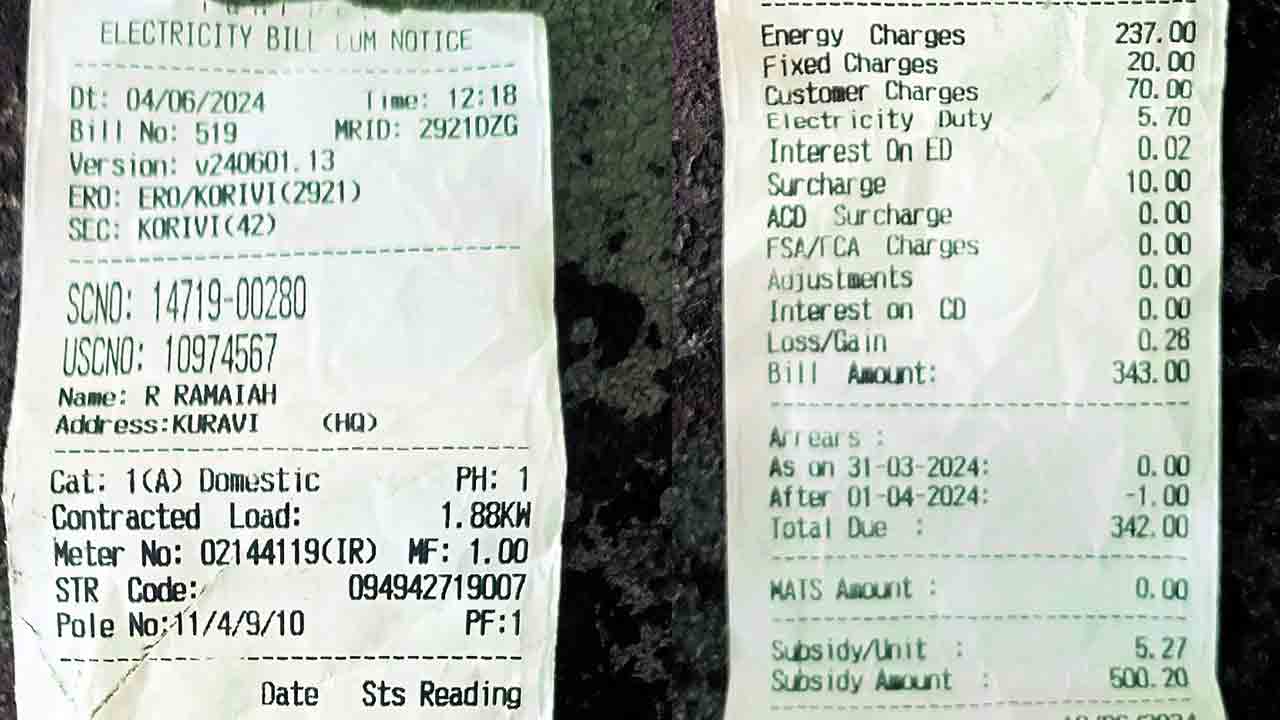 ELECTRICITY BILL CUM NOTICE
Dt: 04/06/2024 Time: 12:18
Bill No: 519 MRID: 2921DZG
Version: v240601.13
ERO: ERO/KORIVI(2921)
SEC: KORIVI(42)
SCNO: 14719-00280
USCNO: 10974567
Name: R RAMAIAH
Address:KURAVI (HQ)
Cat: 1(A) Domestic PH: 1
Contracted Load: 1.88KW
Meter No: 02144119(IR) MF: 1.00
STR Code: 094942719007
Pole No:11/4/9/10 PF:1
Date Sts Reading
Energy Charges 237.00
Fixed Charges 20.00
Customer Charges 70.00
Electricity Duty 5.70
Interest On ED 0.02
Surcharge 10.00
ACD Surcharge 0.00
FSA/FCA Charges 0.00
Adjustments 0.00
Interest on CD 0.00
Loss/Gain 0.28
Bill Amount: 343.00
Arrears :
As on 31-03-2024: 0.00
After 01-04-2024: -1.00
Total Due : 342.00
MATS Amount : 0.00
Subsidy/Unit : 5.27
Subsidy Amount : 500.20